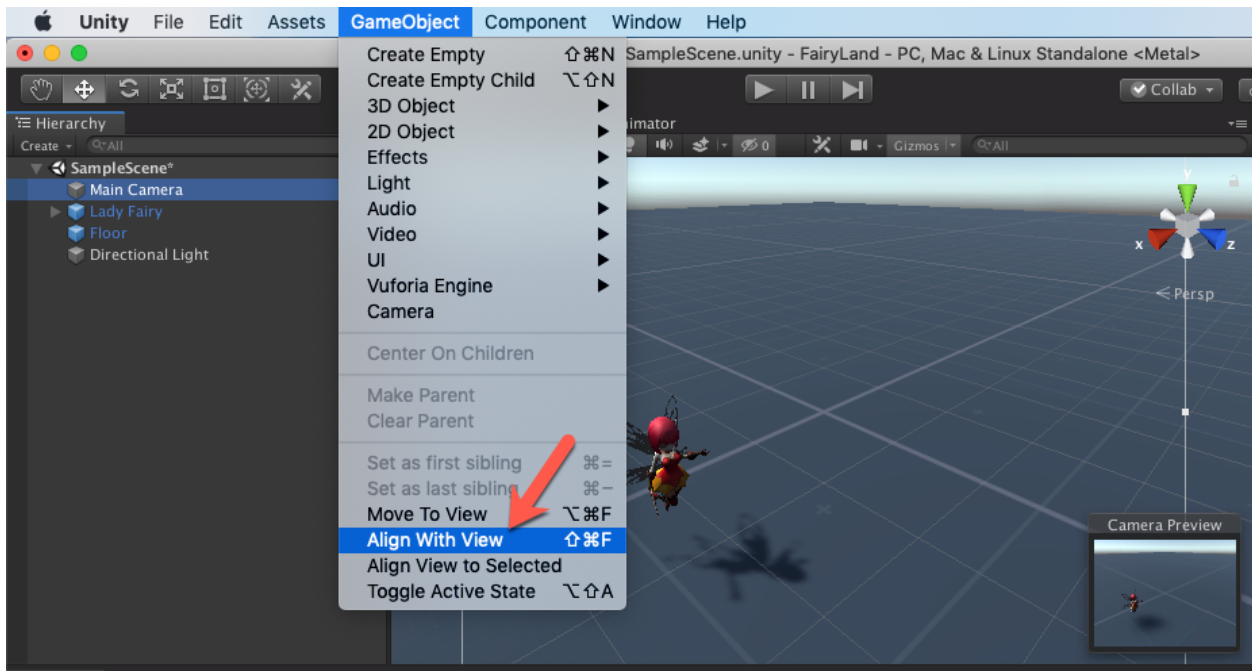 Unity File Edit Assets GameObject Component Window Help
SampleScene.unity - FairyLand - PC, Mac & Linux Standalone <Metal>
Collab
Hierarchy
imator
Create All
0 Gizmos All
SampleScene*
Main Camera
Lady Fairy
Floor
Directional Light
Create Empty ⇧⌘N
Create Empty Child ⌥⇧N
3D Object
2D Object
Effects
Light
Audio
Video
UI
Vuforia Engine
Camera
Center On Children
Make Parent
Clear Parent
Set as first sibling ⌘=
Set as last sibling ⌘-
Move To View ⌥⌘F
Align With View ⇧⌘F
Align View to Selected
Toggle Active State ⌥⇧A
y
x z
Persp
Camera Preview